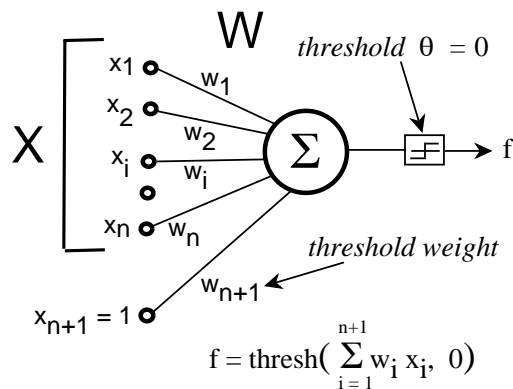 W
threshold θ = 0
x1
w1
x2
w2
X
xi
wi
Σ
f
xn
wn
threshold weight
wn+1
xn+1 = 1
f = thresh( n+1 Σ i = 1 wi xi, 0)